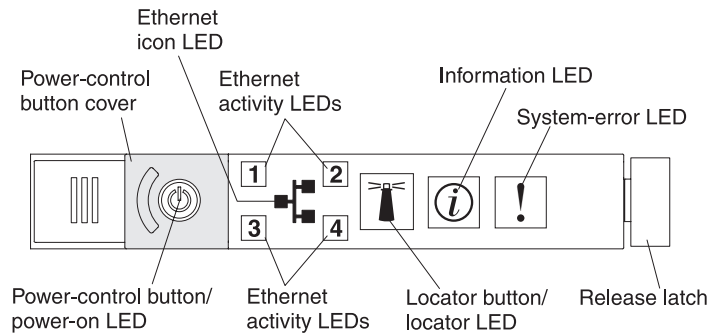 Ethernet
icon LED
Power-control
button cover
Ethernet
activity LEDs
Information LED
System-error LED
1
2
i
!
3
4
Power-control button/
power-on LED
Ethernet
activity LEDs
Locator button/
locator LED
Release latch